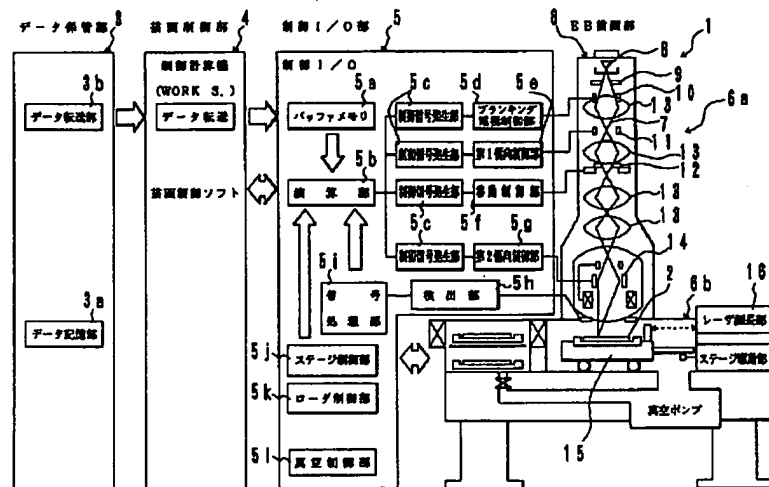 データ保管部 3
描画制御部 4
制御I/O部 5
EB描画部 6
1
制御計算機
(WORK S.)
制御I/O
3b
データ転送部
データ転送
5a
バッファメモリ
5c
制御信号発生部
5d
ブランキング
電極制御部
5e
制御信号発生部
第1偏向制御部
描画制御ソフト
5b
演算部
制御信号発生部
移動制御部
5c
5f
5g
制御信号発生部
第2偏向制御部
5i
信号
処理部
検出部
5h
3a
データ記憶部
5j
ステージ制御部
5k
ローダ制御部
5l
真空制御部
8
9
10
13
7
6a
11
13
12
13
13
14
2
6b
16
レーザ測長部
ステージ駆動部
15
真空ポンプ